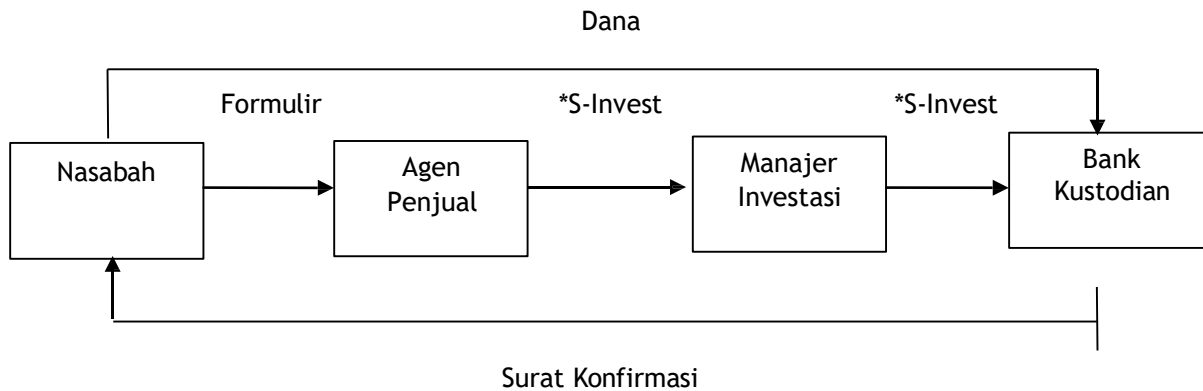 Dana
Formulir
*S-Invest
*S-Invest
Nasabah
Agen
Penjual
Manajer
Investasi
Bank
Kustodian
Surat Konfirmasi